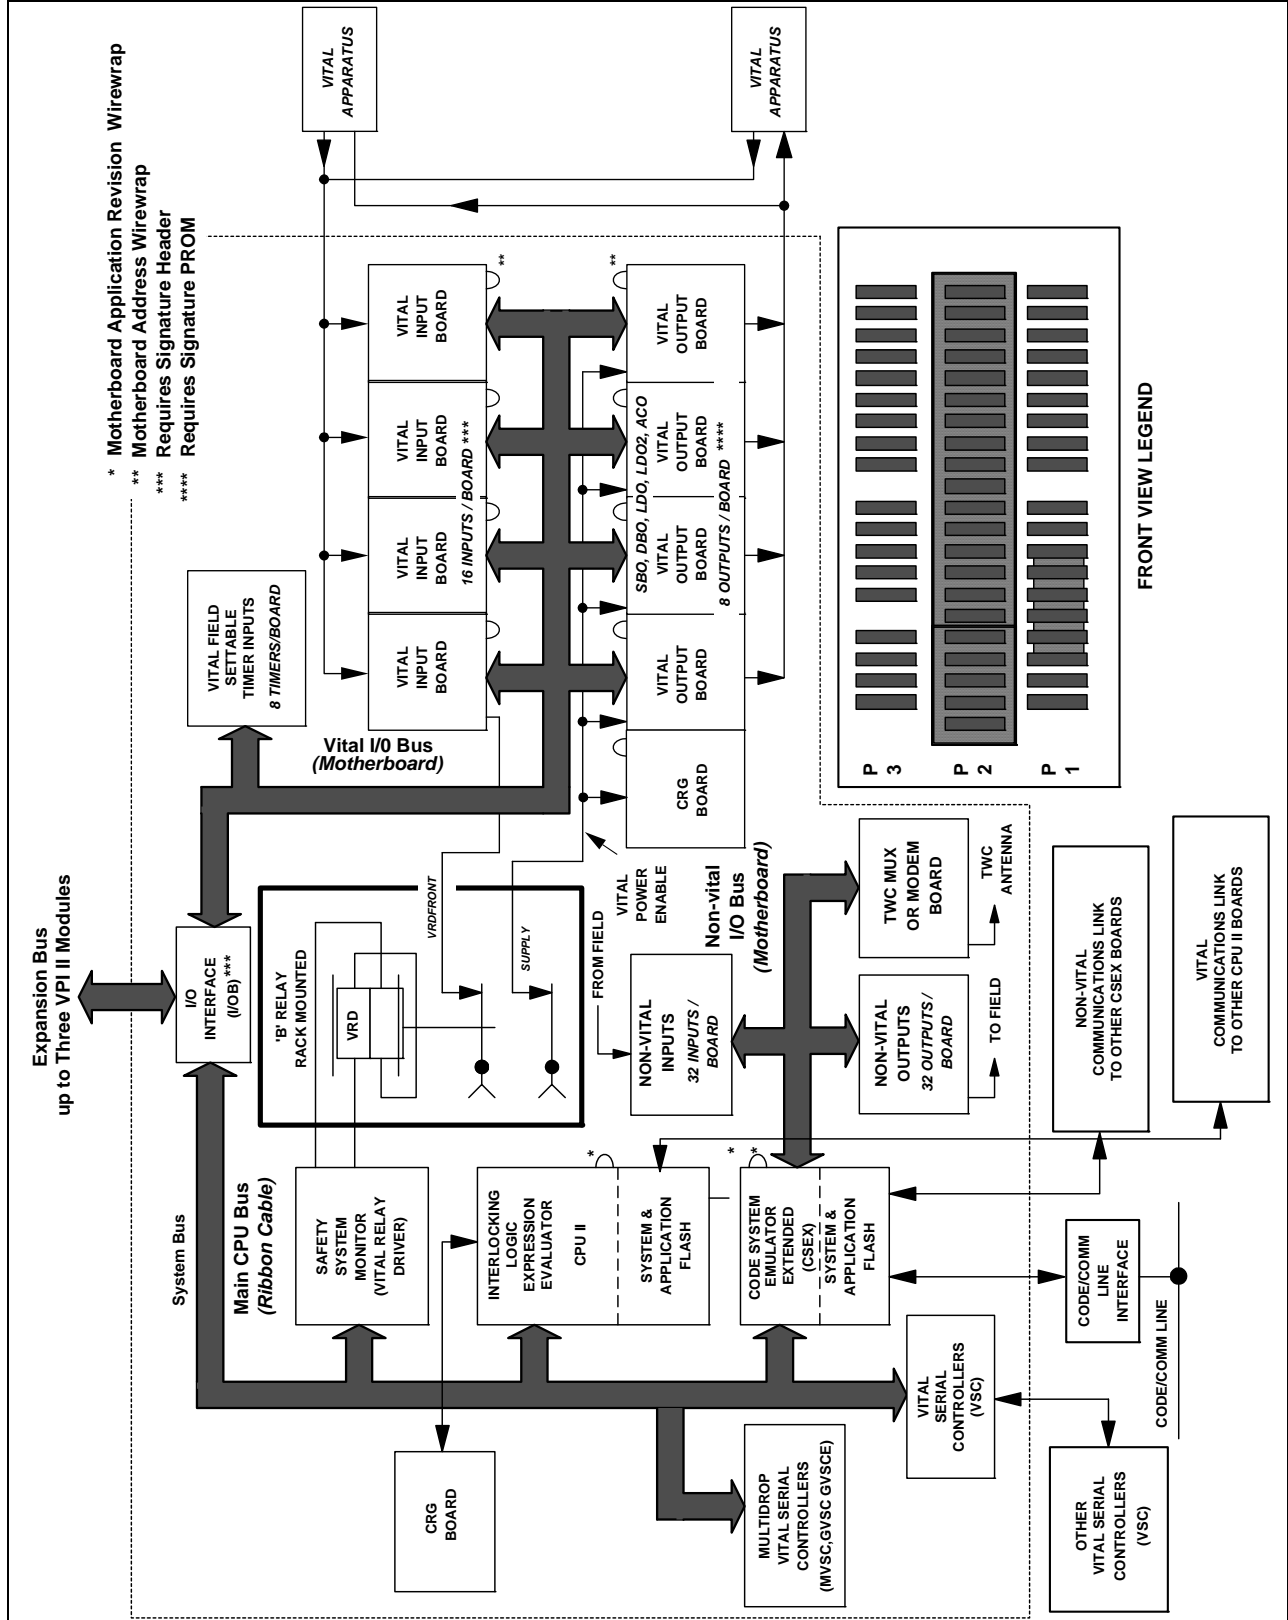 Expansion Bus
up to Three VPI II Modules
* Motherboard Application Revision Wirewrap
** Motherboard Address Wirewrap
*** Requires Signature Header
**** Requires Signature PROM
System Bus
I/O
INTERFACE
(I/OB) ***
VITAL FIELD
SETTABLE
TIMER INPUTS
8 TIMERS/BOARD
VITAL
APPARATUS
VITAL
APPARATUS
Main CPU Bus
(Ribbon Cable)
Vital I/0 Bus
(Motherboard)
CRG
BOARD
SAFETY
SYSTEM
MONITOR
(VITAL RELAY
DRIVER)
'B' RELAY
RACK MOUNTED
VRD
VRDFRONT
SUPPLY
VITAL
INPUT
BOARD
VITAL
INPUT
BOARD
VITAL
INPUT
BOARD
VITAL
INPUT
BOARD
16 INPUTS / BOARD ***
**
**
INTERLOCKING
LOGIC
EXPRESSION
EVALUATOR
CPU II
*
SYSTEM &
APPLICATION
FLASH
FROM FIELD
VITAL
POWER
ENABLE
CRG
BOARD
SBO, DBO, LDO, LDO2, ACO
VITAL
OUTPUT
BOARD
VITAL
OUTPUT
BOARD
VITAL
OUTPUT
BOARD
VITAL
OUTPUT
BOARD
8 OUTPUTS / BOARD ****
MULTIDROP
VITAL SERIAL
CONTROLLERS
(MVSC,GVSC GVSCE)
*
*
CODE SYSTEM
EMULATOR
EXTENDED
(CSEX)
SYSTEM &
APPLICATION
FLASH
NON-VITAL
INPUTS
32 INPUTS /
BOARD
Non-vital
I/O Bus
(Motherboard)
NON-VITAL
OUTPUTS
32 OUTPUTS /
BOARD
TO FIELD
TWC MUX
OR MODEM
BOARD
TWC
ANTENNA
VITAL
SERIAL
CONTROLLERS
(VSC)
OTHER
VITAL SERIAL
CONTROLLERS
(VSC)
CODE/COMM
LINE
INTERFACE
CODE/COMM LINE
NON-VITAL
COMMUNICATIONS LINK
TO OTHER CSEX BOARDS
VITAL
COMMUNICATIONS LINK
TO OTHER CPU II BOARDS
P
3
P
2
P
1
FRONT VIEW LEGEND